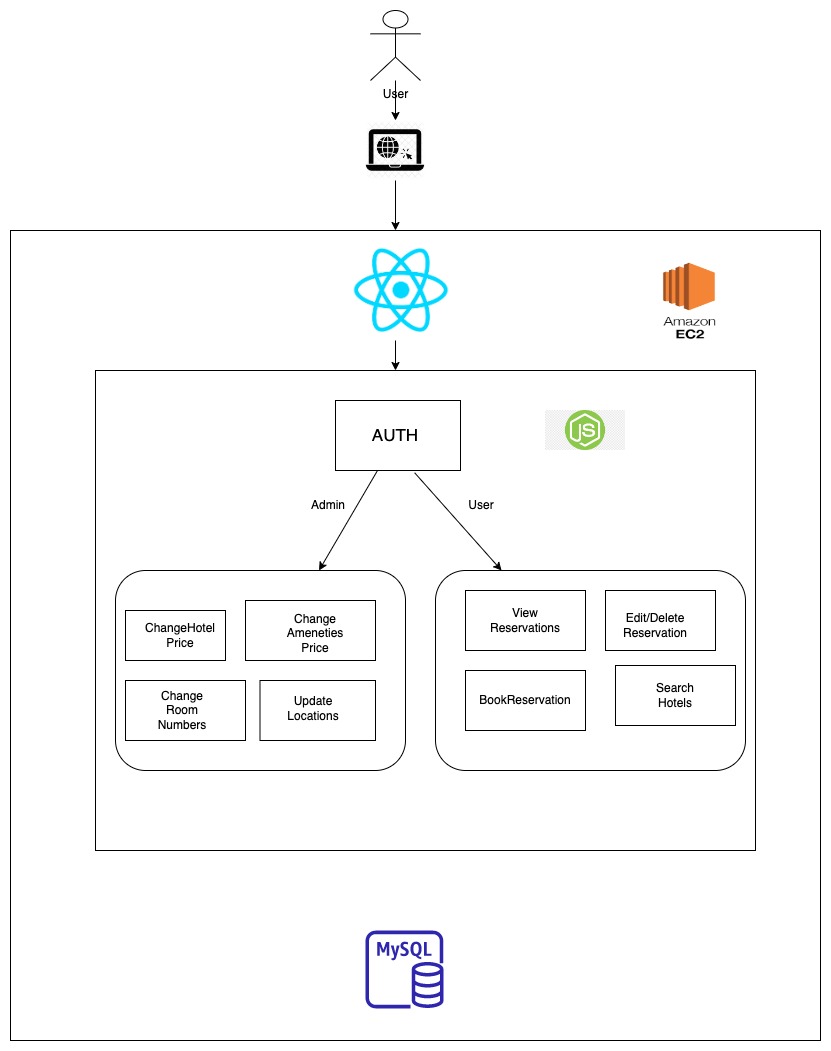 User
Amazon
EC2
AUTH
JS
Admin
User
ChangeHotel
Price
Change
Ameneties
Price
View
Reservations
Edit/Delete
Reservation
Change
Room
Numbers
Update
Locations
BookReservation
Search
Hotels
MySQL